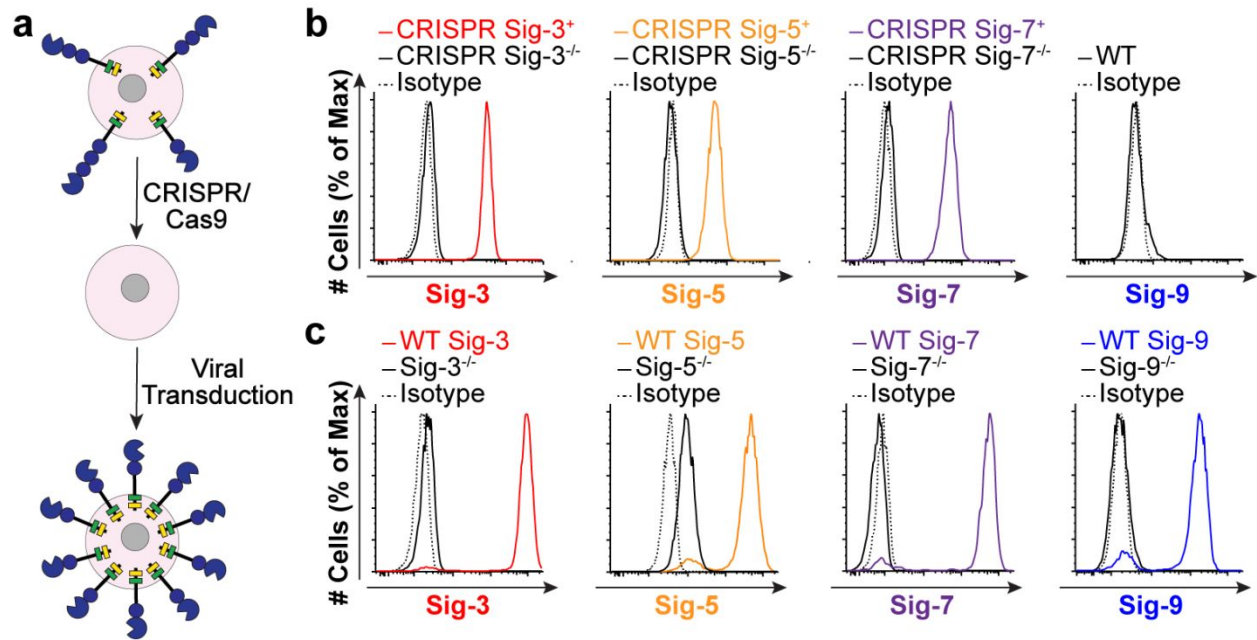 a
CRISPR/
Cas9
Viral
Transduction
b
# Cells (% of Max)
– CRISPR Sig-3+
– CRISPR Sig-3-/-
Isotype
Sig-3
– CRISPR Sig-5+
– CRISPR Sig-5-/-
Isotype
Sig-5
– CRISPR Sig-7+
– CRISPR Sig-7-/-
Isotype
Sig-7
– WT
Isotype
Sig-9
c
# Cells (% of Max)
– WT Sig-3
– Sig-3-/-
Isotype
Sig-3
– WT Sig-5
– Sig-5-/-
Isotype
Sig-5
– WT Sig-7
– Sig-7-/-
Isotype
Sig-7
– WT Sig-9
– Sig-9-/-
Isotype
Sig-9